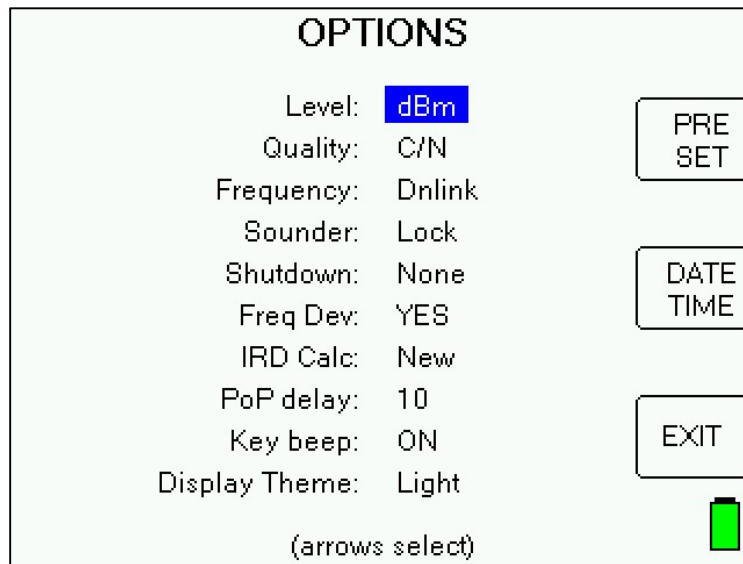 OPTIONS
Level: dBm
Quality: C/N
Frequency: Dnlink
Sounder: Lock
Shutdown: None
Freq Dev: YES
IRD Calc: New
PoP delay: 10
Key beep: ON
Display Theme: Light
(arrows select)
PRE
SET
DATE
TIME
EXIT